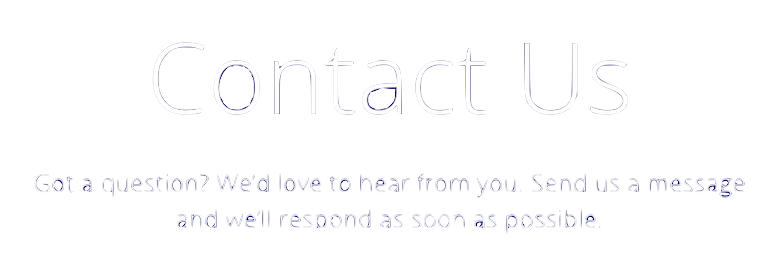 Contact Us
Got a question? We'd love to hear from you. Send us a message
and we'll respond as soon as possible.